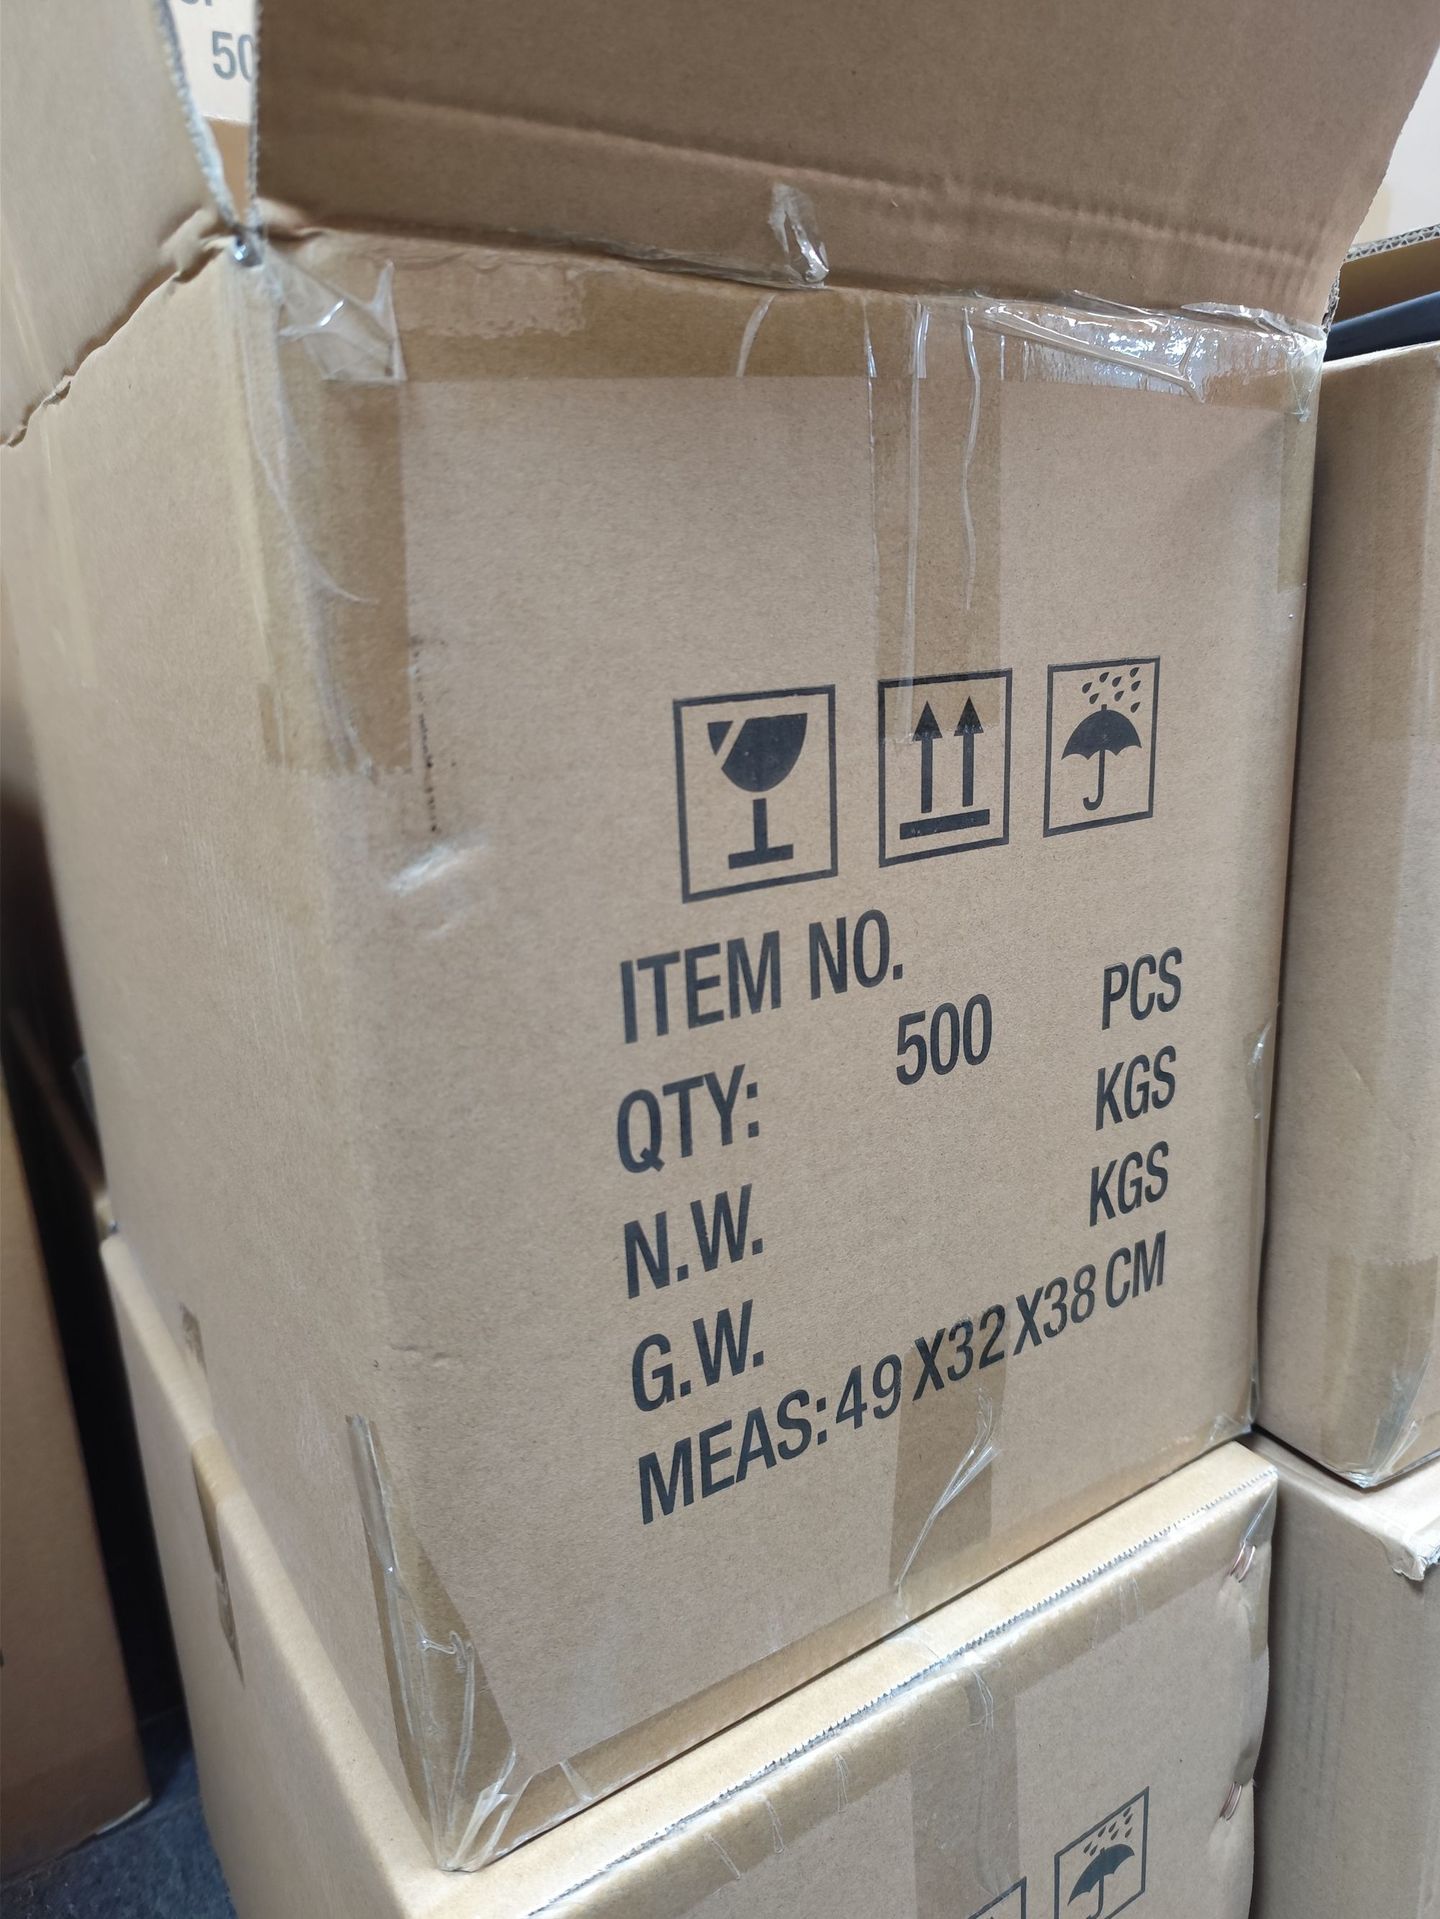 50
ITEM NO.
QTY: 500 PCS
N.W. KGS
G.W. KGS
MEAS: 49 X32 X38 CM